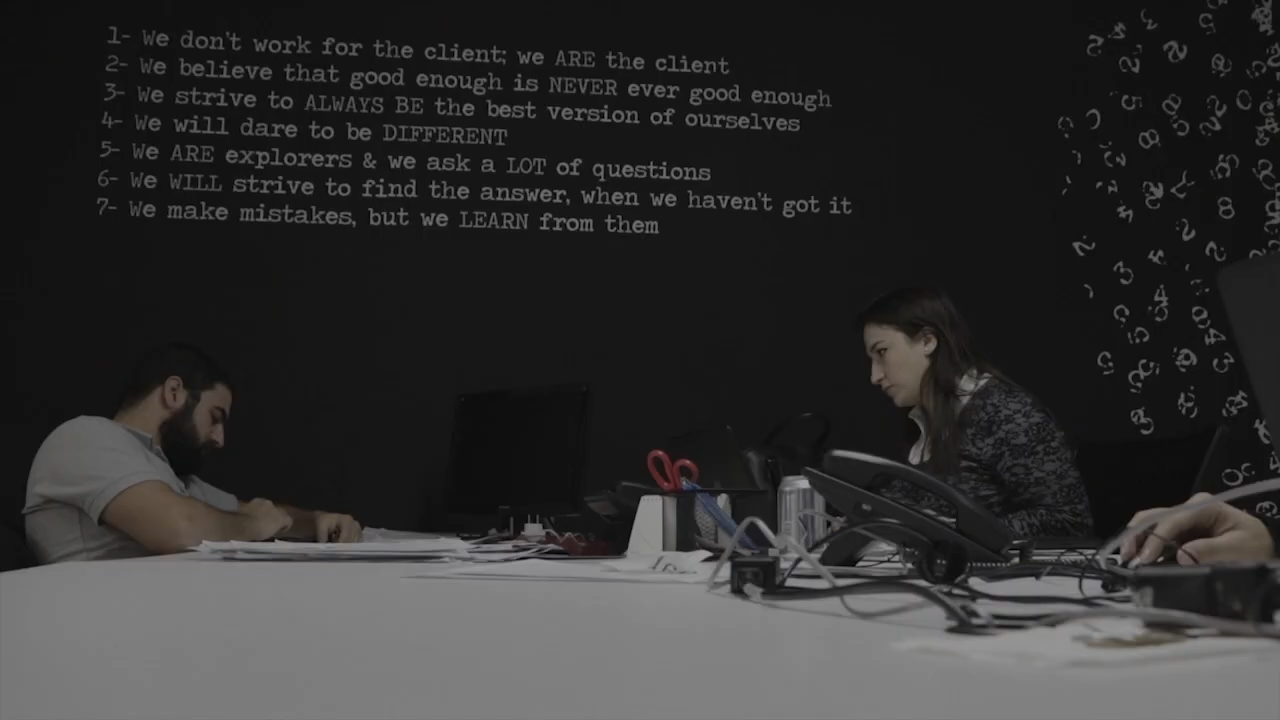 1- We don't work for the client; we ARE the client
2- We believe that good enough is NEVER ever good enough
3- We strive to ALWAYS BE the best version of ourselves
4- We will dare to be DIFFERENT
5- We ARE explorers & we ask a LOT of questions
6- We WILL strive to find the answer, when we haven't got it
7- We make mistakes, but we LEARN from them